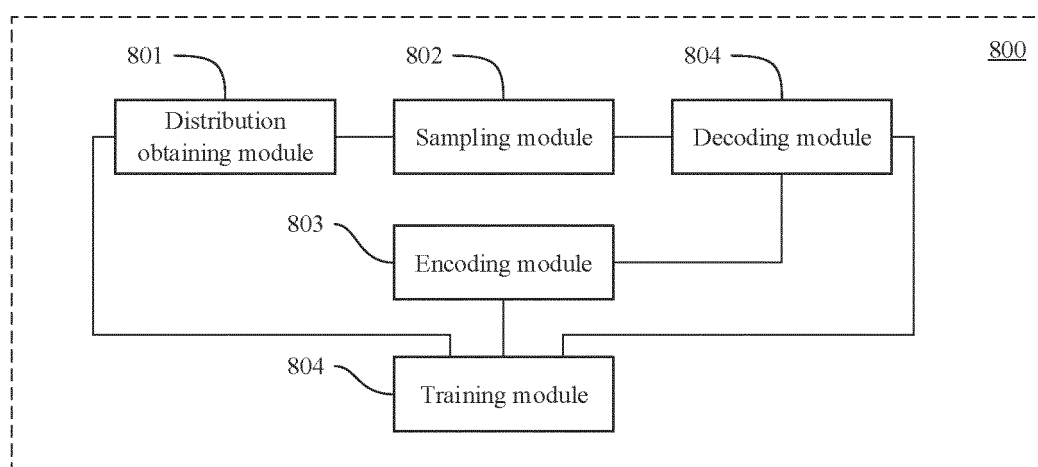 801
802
804
800
Distribution
obtaining module
Sampling module
Decoding module
803
Encoding module
804
Training module